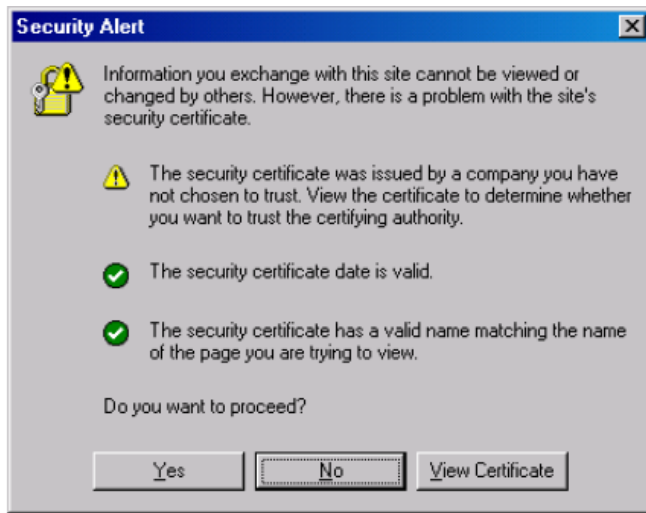 Security Alert
Information you exchange with this site cannot be viewed or
changed by others. However, there is a problem with the site's
security certificate.
The security certificate was issued by a company you have
not chosen to trust. View the certificate to determine whether
you want to trust the certifying authority.
The security certificate date is valid.
The security certificate has a valid name matching the name
of the page you are trying to view.
Do you want to proceed?
Yes No View Certificate